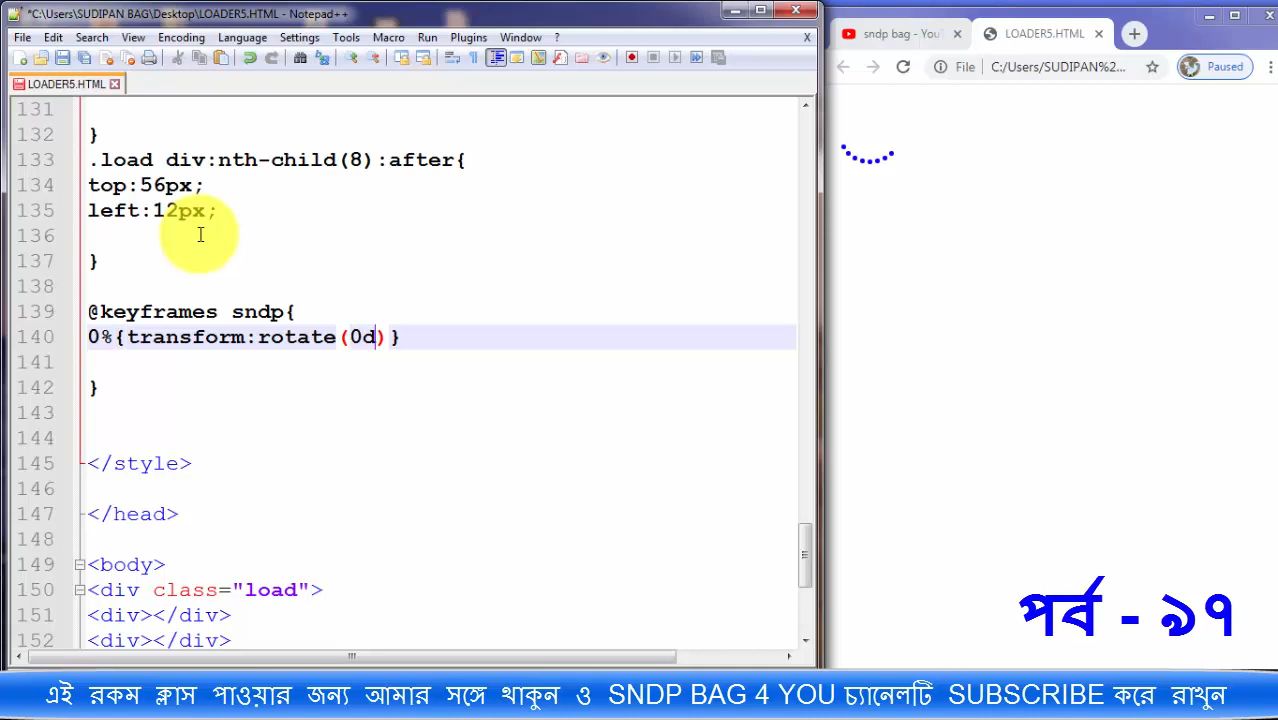 *C:\Users\SUDIPAN BAG\Desktop\LOADER5.HTML - Notepad++
File Edit Search View Encoding Language Settings Tools Macro Run Plugins Window ? X
LOADER5.HTML
131
132 }
133 .load div:nth-child(8):after{
134 top:56px;
135 left:12px;
136
137 }
138
139 @keyframes sndp{
140 0%{transform:rotate(0d)}
141
142 }
143
144
145 </style>
146
147 </head>
148
149 <body>
150 <div class="load">
151 <div></div>
152 <div></div>
sndp bag - You
LOADER5.HTML
File C:/Users/SUDIPAN%2... Paused
পর্ব - ৯৭
এই রকম ক্লাস পাওয়ার জন্য আমার সঙ্গে থাকুন ও SNDP BAG 4 YOU চ্যানেলটি SUBSCRIBE করে রাখুন